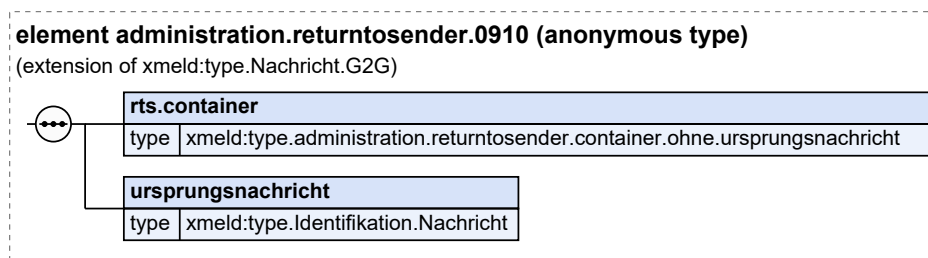 element administration.returntosender.0910 (anonymous type)
(extension of xmeld:type.Nachricht.G2G)
rts.container
type xmeld:type.administration.returntosender.container.ohne.ursprungsnachricht
ursprungsnachricht
type xmeld:type.Identifikation.Nachricht